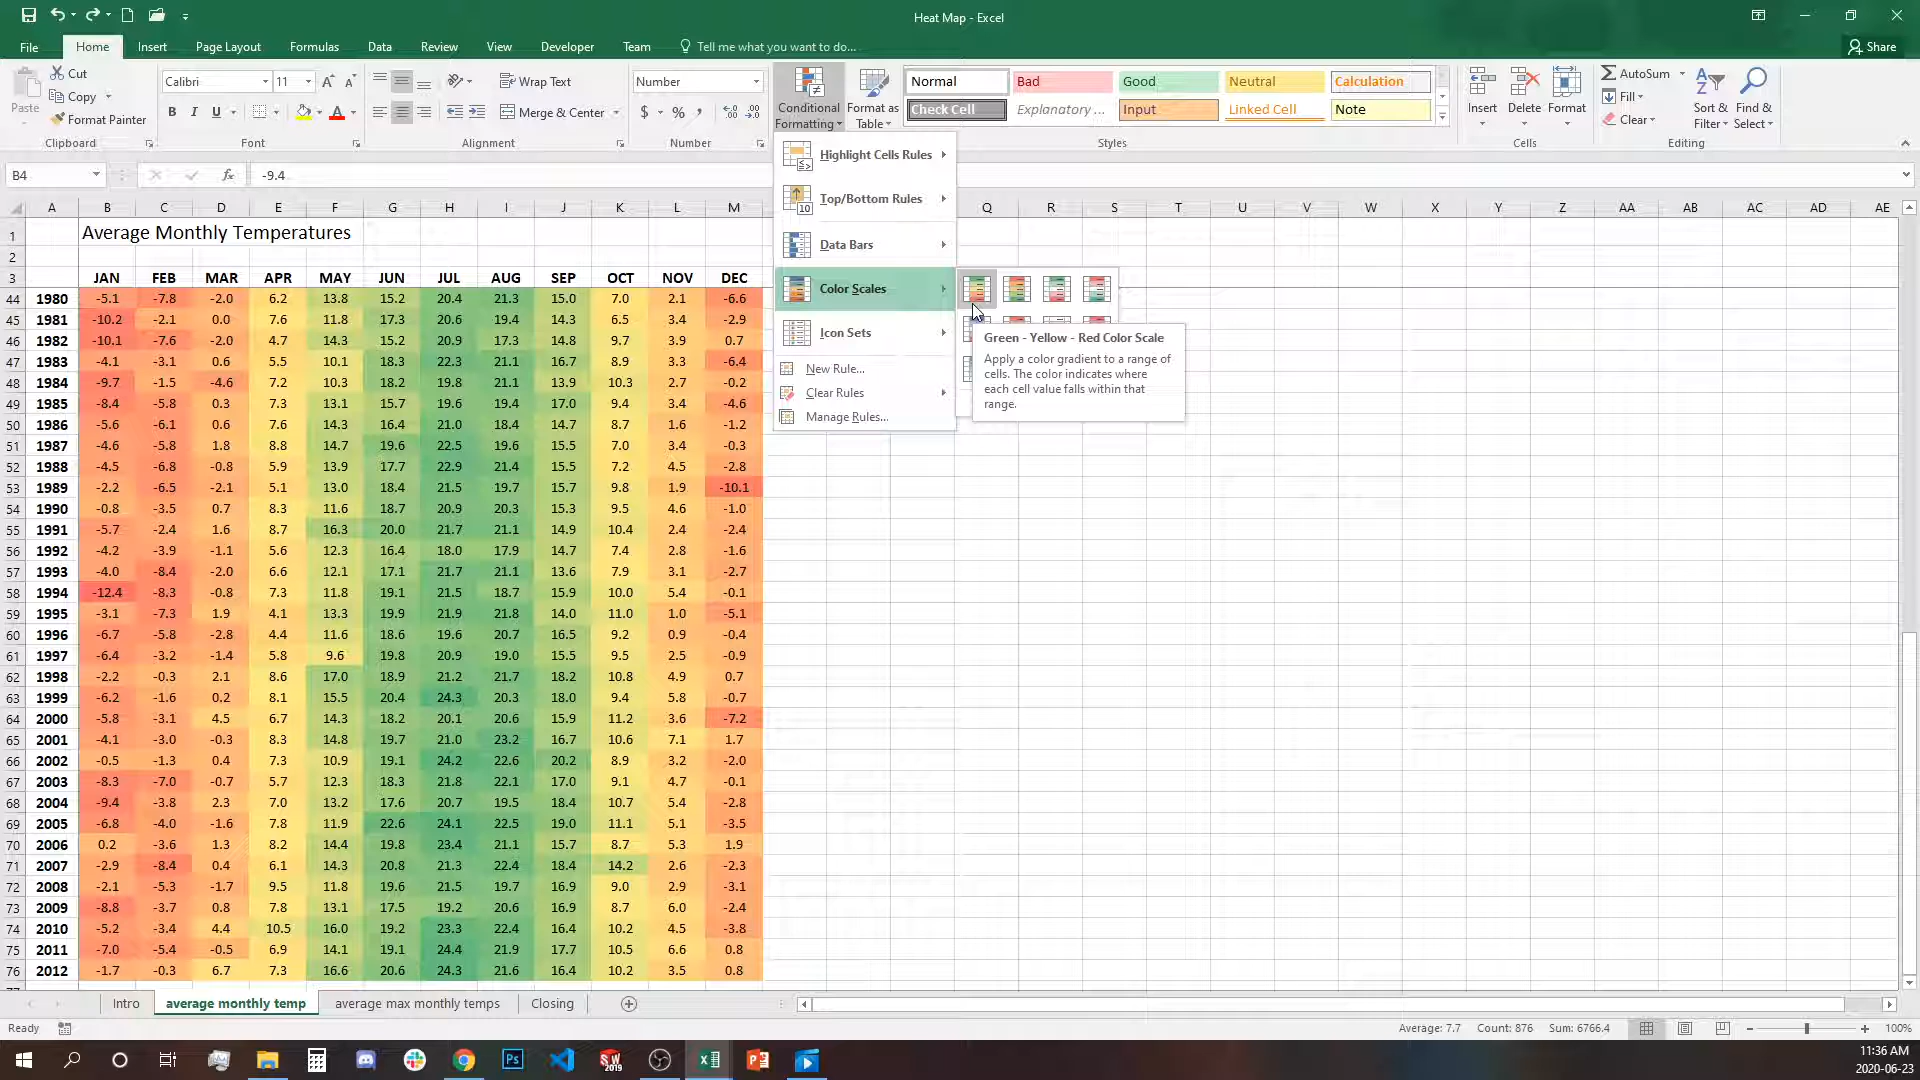 Heat Map - Excel
File Home Insert Page Layout Formulas Data Review View Developer Team Tell me what you want to do... Share
Paste Cut Copy Format Painter Clipboard
Calibri 11 B I U Font
Wrap Text Merge & Center Alignment
Number $ % , Number
Conditional Formatting Format as Table
Normal Bad Good Neutral Calculation
Check Cell Explanatory ... Input Linked Cell Note
Styles
Insert Delete Format Cells
AutoSum Fill Clear Sort & Filter Find & Select Editing
B4 fx -9.4
Highlight Cells Rules
Top/Bottom Rules
Data Bars
Color Scales
Icon Sets
New Rule...
Clear Rules
Manage Rules...
Green - Yellow - Red Color Scale
Apply a color gradient to a range of
cells. The color indicates where
each cell value falls within that
range.
A B C D E F G H I J K L M Q R S T U V W X Y Z AA AB AC AD AE
1 Average Monthly Temperatures
2
3 JAN FEB MAR APR MAY JUN JUL AUG SEP OCT NOV DEC
44 1980 -5.1 -7.8 -2.0 6.2 13.8 15.2 20.4 21.3 15.0 7.0 2.1 -6.6
45 1981 -10.2 -2.1 0.0 7.6 11.8 17.3 20.6 19.4 14.3 6.5 3.4 -2.9
46 1982 -10.1 -7.6 -2.0 4.7 14.3 15.2 20.9 17.3 14.8 9.7 3.9 0.7
47 1983 -4.1 -3.1 0.6 5.5 10.1 18.3 22.3 21.1 16.7 8.9 3.3 -6.4
48 1984 -9.7 -1.5 -4.6 7.2 10.3 18.2 19.8 21.1 13.9 10.3 2.7 -0.2
49 1985 -8.4 -5.8 0.3 7.3 13.1 15.7 19.6 19.4 17.0 9.4 3.4 -4.6
50 1986 -5.6 -6.1 0.6 7.6 14.3 16.4 21.0 18.4 14.7 8.7 1.6 -1.2
51 1987 -4.6 -5.8 1.8 8.8 14.7 19.6 22.5 19.6 15.5 7.0 3.4 -0.3
52 1988 -4.5 -6.8 -0.8 5.9 13.9 17.7 22.9 21.4 15.5 7.2 4.5 -2.8
53 1989 -2.2 -6.5 -2.1 5.1 13.0 18.4 21.5 19.7 15.7 9.8 1.9 -10.1
54 1990 -0.8 -3.5 0.7 8.3 11.6 18.7 20.9 20.3 15.3 9.5 4.6 -1.0
55 1991 -5.7 -2.4 1.6 8.7 16.3 20.0 21.7 21.1 14.9 10.4 2.4 -2.4
56 1992 -4.2 -3.9 -1.1 5.6 12.3 16.4 18.0 17.9 14.7 7.4 2.8 -1.6
57 1993 -4.0 -8.4 -2.0 6.6 12.1 17.1 21.7 21.1 13.6 7.9 3.1 -2.7
58 1994 -12.4 -8.3 -0.8 7.3 11.8 19.1 21.5 18.7 15.9 10.0 5.4 -0.1
59 1995 -3.1 -7.3 1.9 4.1 13.3 19.9 21.9 21.8 14.0 11.0 1.0 -5.1
60 1996 -6.7 -5.8 -2.8 4.4 11.6 18.6 19.6 20.7 16.5 9.2 0.9 -0.4
61 1997 -6.4 -3.2 -1.4 5.8 9.6 19.8 20.9 19.0 15.5 9.5 2.5 -0.9
62 1998 -2.2 -0.3 2.1 8.6 17.0 18.9 21.2 21.7 18.2 10.8 4.9 0.7
63 1999 -6.2 -1.6 0.2 8.1 15.5 20.4 24.3 20.3 18.0 9.4 5.8 -0.7
64 2000 -5.8 -3.1 4.5 6.7 14.3 18.2 20.1 20.6 15.9 11.2 3.6 -7.2
65 2001 -4.1 -3.0 -0.3 8.3 14.8 19.7 21.0 23.2 16.7 10.6 7.1 1.7
66 2002 -0.5 -1.3 0.4 7.3 10.9 19.1 24.2 22.6 20.2 8.9 3.2 -2.0
67 2003 -8.3 -7.0 -0.7 5.7 12.3 18.3 21.8 22.1 17.0 9.1 4.7 -0.1
68 2004 -9.4 -3.8 2.3 7.0 13.2 17.6 20.7 19.5 18.4 10.7 5.4 -2.8
69 2005 -6.8 -4.0 -1.6 7.8 11.9 22.6 24.1 22.5 19.0 11.1 5.1 -3.5
70 2006 0.2 -3.6 1.3 8.2 14.4 19.8 23.4 21.1 15.7 8.7 5.3 1.9
71 2007 -2.9 -8.4 0.4 6.1 14.3 20.8 21.3 22.4 18.4 14.2 2.6 -2.3
72 2008 -2.1 -5.3 -1.7 9.5 11.8 19.6 21.5 19.7 16.9 9.0 2.9 -3.1
73 2009 -8.8 -3.7 0.8 7.8 13.1 17.5 19.2 20.6 16.9 8.7 6.0 -2.4
74 2010 -5.2 -3.4 4.4 10.5 16.0 19.2 23.3 22.4 16.4 10.2 4.5 -3.8
75 2011 -7.0 -5.4 -0.5 6.9 14.1 19.1 24.4 21.9 17.7 10.5 6.6 0.8
76 2012 -1.7 -0.3 6.7 7.3 16.6 20.6 24.3 21.6 16.4 10.2 3.5 0.8
Intro average monthly temp average max monthly temps Closing
Ready Average: 7.7 Count: 876 Sum: 6766.4 100%
11:36 AM
2020-06-23